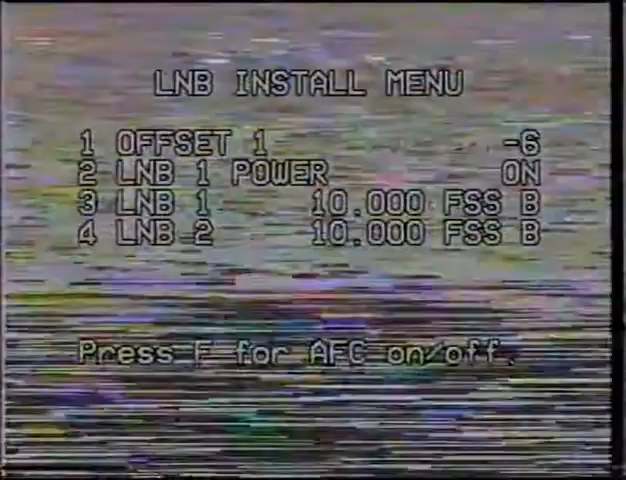 LNB INSTALL MENU
1 OFFSET 1 -6
2 LNB 1 POWER ON
3 LNB 1 10.000 FSS B
4 LNB 2 10.000 FSS B
Press F for AFC on/off.